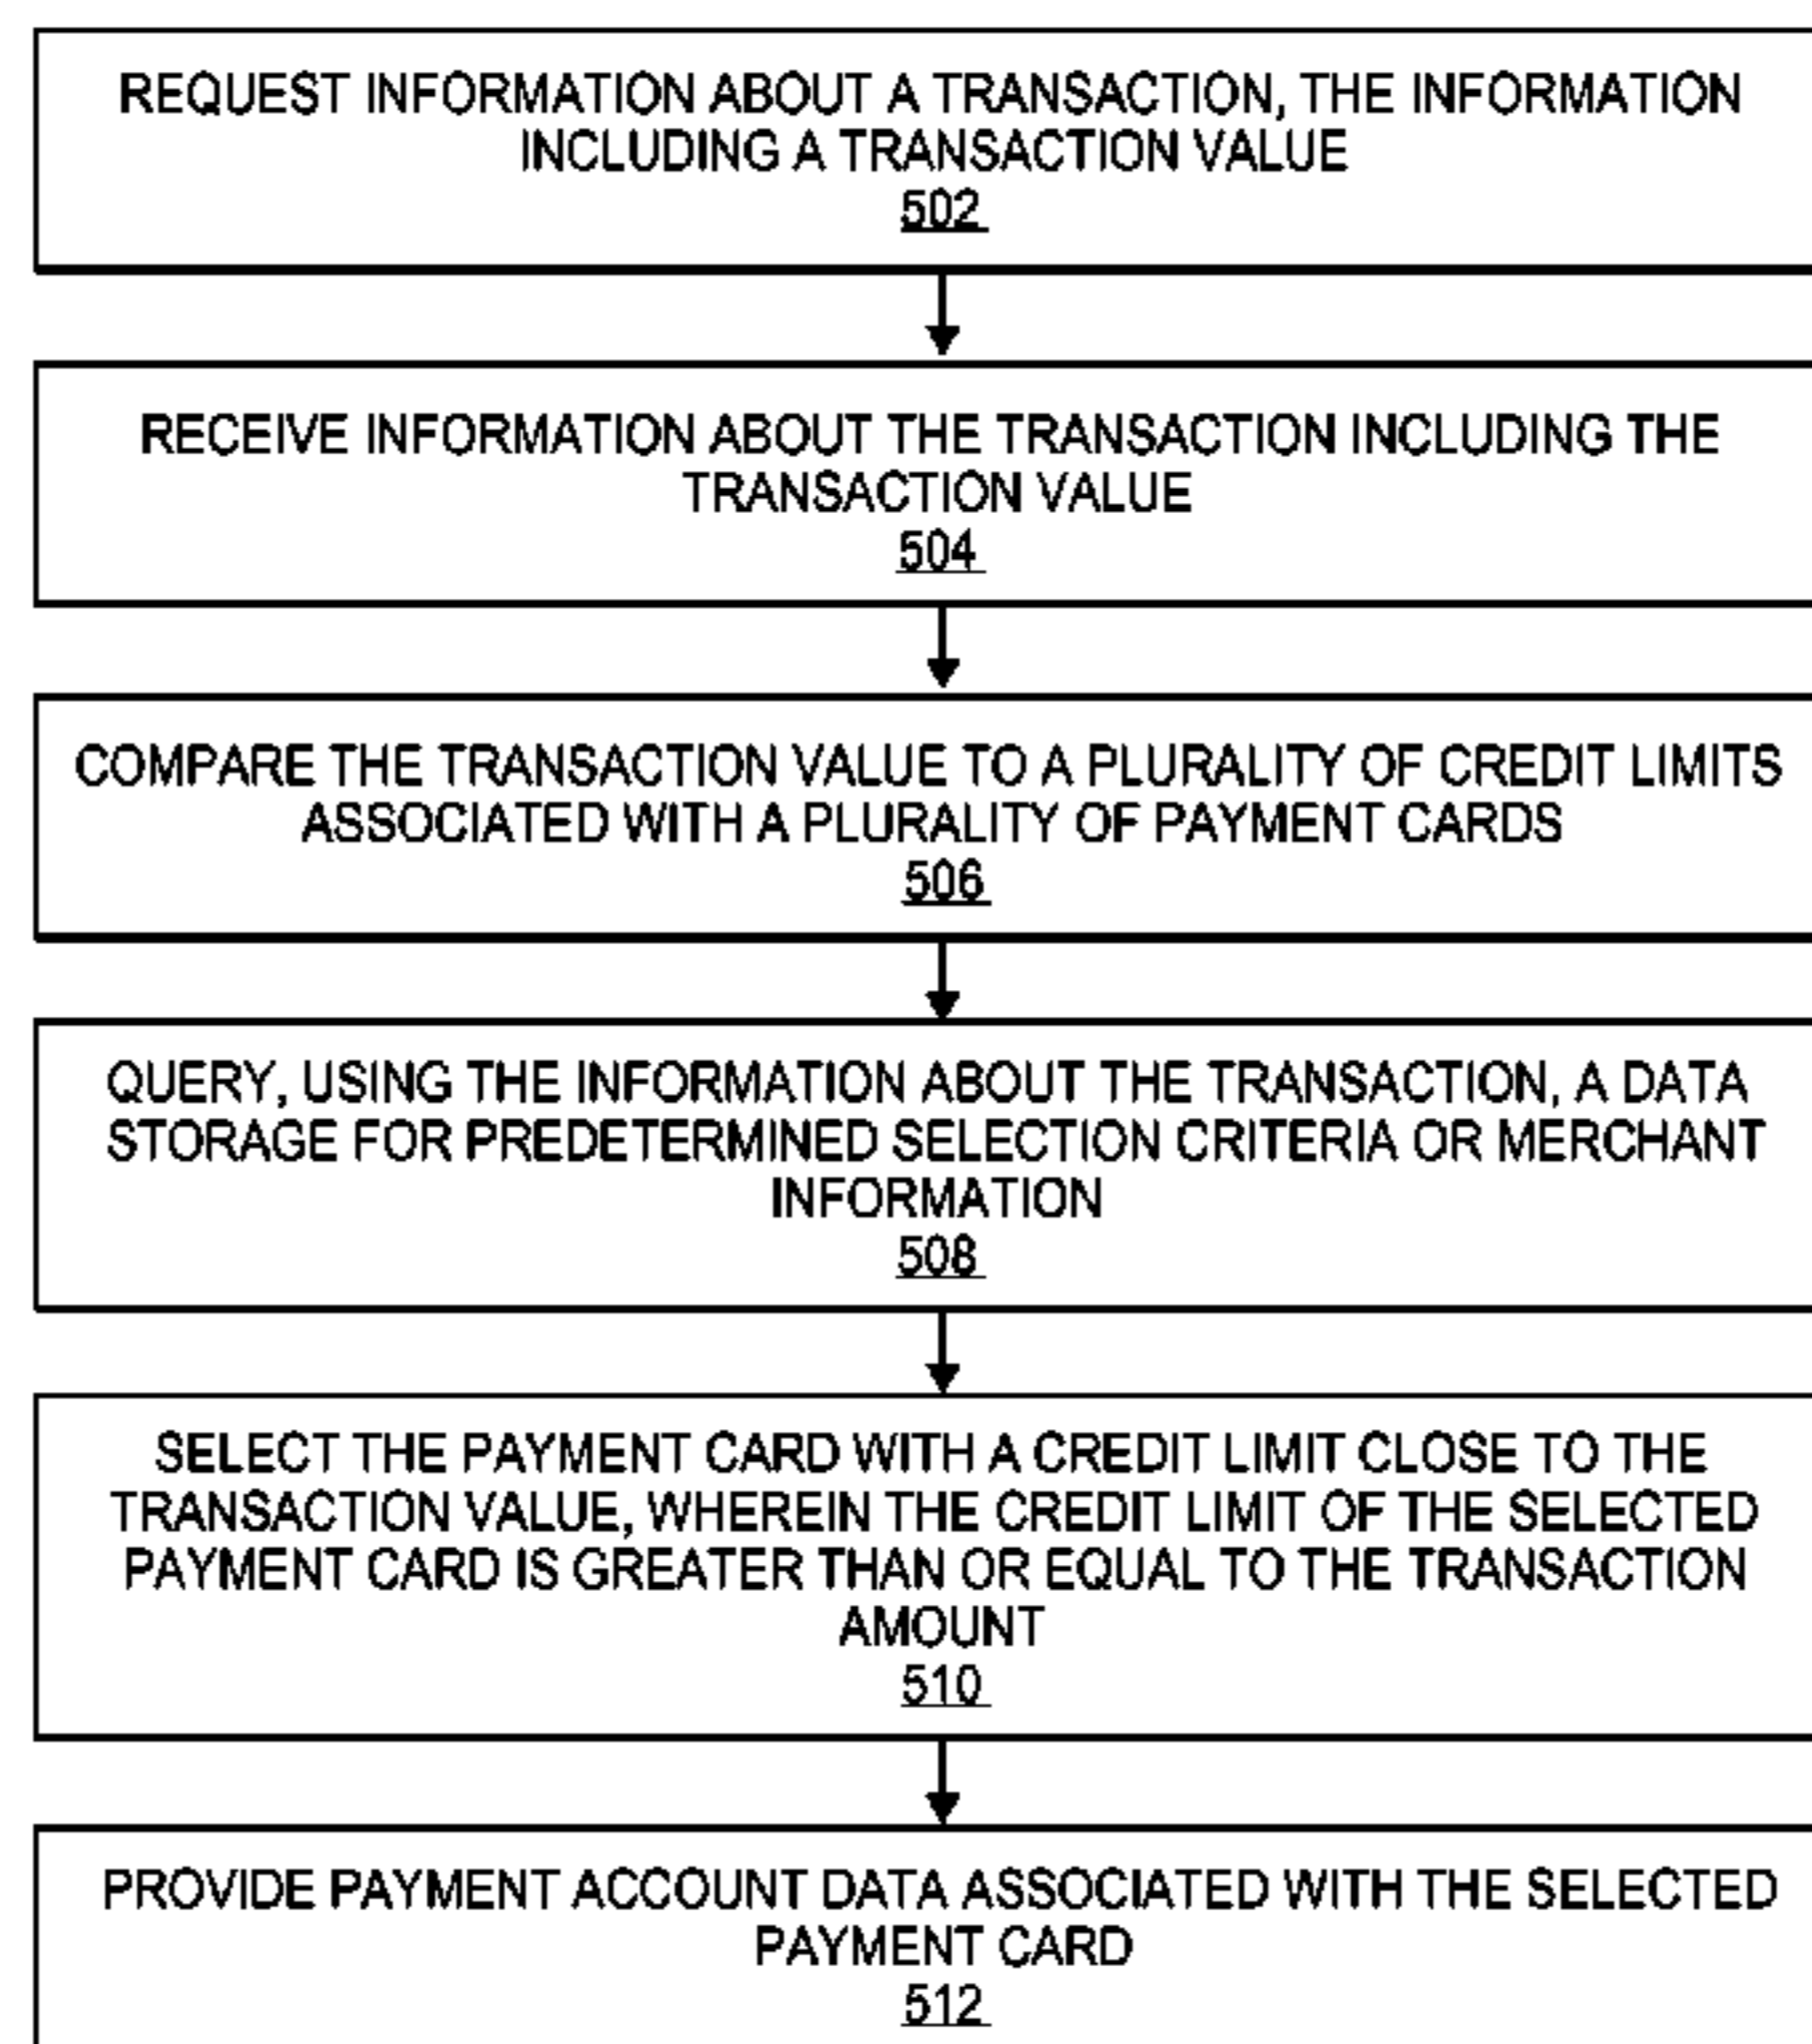 REQUEST INFORMATION ABOUT A TRANSACTION, THE INFORMATION
INCLUDING A TRANSACTION VALUE
502
RECEIVE INFORMATION ABOUT THE TRANSACTION INCLUDING THE
TRANSACTION VALUE
504
COMPARE THE TRANSACTION VALUE TO A PLURALITY OF CREDIT LIMITS
ASSOCIATED WITH A PLURALITY OF PAYMENT CARDS
506
QUERY, USING THE INFORMATION ABOUT THE TRANSACTION, A DATA
STORAGE FOR PREDETERMINED SELECTION CRITERIA OR MERCHANT
INFORMATION
508
SELECT THE PAYMENT CARD WITH A CREDIT LIMIT CLOSE TO THE
TRANSACTION VALUE, WHEREIN THE CREDIT LIMIT OF THE SELECTED
PAYMENT CARD IS GREATER THAN OR EQUAL TO THE TRANSACTION
AMOUNT
510
PROVIDE PAYMENT ACCOUNT DATA ASSOCIATED WITH THE SELECTED
PAYMENT CARD
512